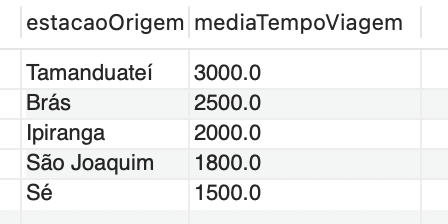 estacaoOrigem mediaTempoViagem
Tamanduateí 3000.0
Brás 2500.0
Ipiranga 2000.0
São Joaquim 1800.0
Sé 1500.0